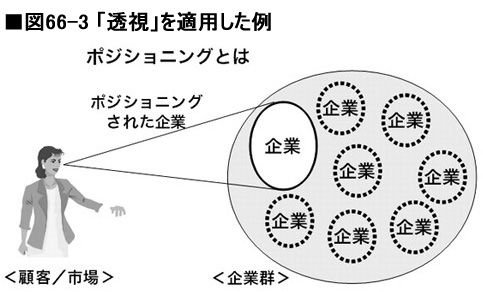 ■図66-3 「透視」を適用した例
ポジショニングとは
ポジショニング
された企業
企業
企業
企業
企業
企業
企業
企業
企業
<顧客/市場>
<企業群>